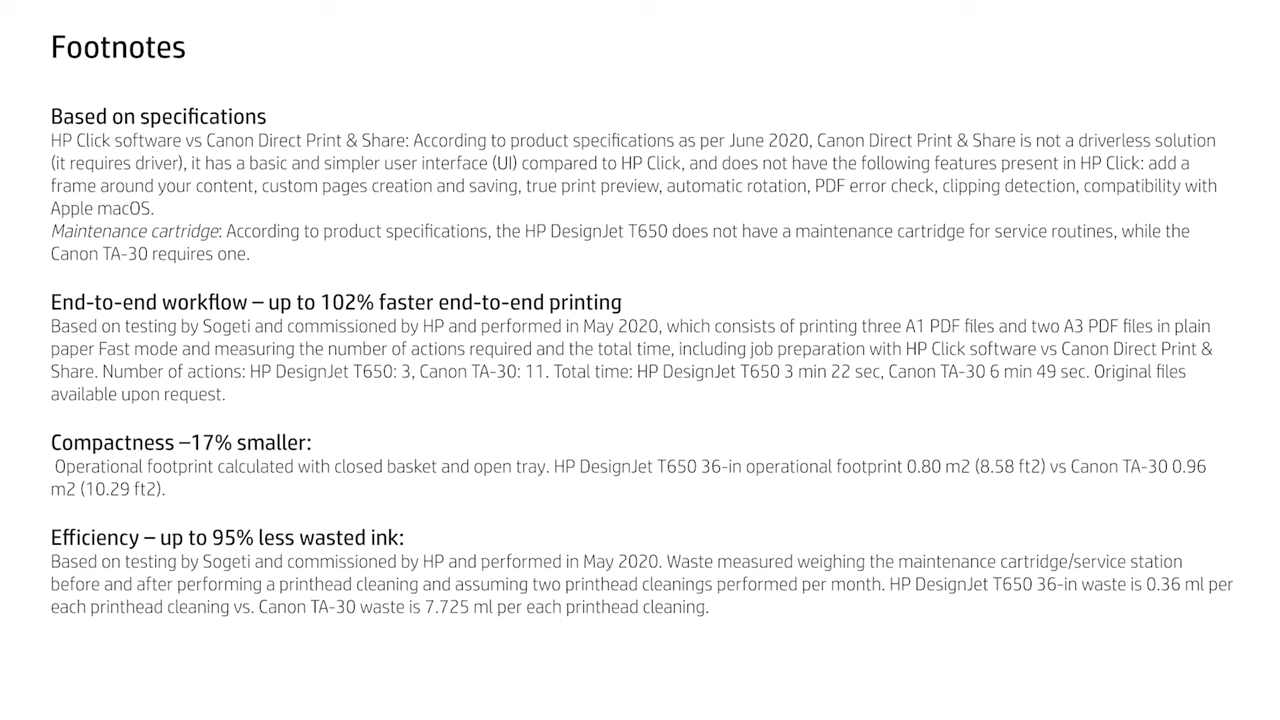 Footnotes
Based on specifications
HP Click software vs Canon Direct Print & Share: According to product specifications as per June 2020, Canon Direct Print & Share is not a driverless solution
(it requires driver), it has a basic and simpler user interface (UI) compared to HP Click, and does not have the following features present in HP Click: add a
frame around your content, custom pages creation and saving, true print preview, automatic rotation, PDF error check, clipping detection, compatibility with
Apple macOS.
Maintenance cartridge: According to product specifications, the HP DesignJet T650 does not have a maintenance cartridge for service routines, while the
Canon TA-30 requires one.
End-to-end workflow – up to 102% faster end-to-end printing
Based on testing by Sogeti and commissioned by HP and performed in May 2020, which consists of printing three A1 PDF files and two A3 PDF files in plain
paper Fast mode and measuring the number of actions required and the total time, including job preparation with HP Click software vs Canon Direct Print &
Share. Number of actions: HP DesignJet T650: 3, Canon TA-30: 11. Total time: HP DesignJet T650 3 min 22 sec, Canon TA-30 6 min 49 sec. Original files
available upon request.
Compactness –17% smaller:
Operational footprint calculated with closed basket and open tray. HP DesignJet T650 36-in operational footprint 0.80 m2 (8.58 ft2) vs Canon TA-30 0.96
m2 (10.29 ft2).
Efficiency – up to 95% less wasted ink:
Based on testing by Sogeti and commissioned by HP and performed in May 2020. Waste measured weighing the maintenance cartridge/service station
before and after performing a printhead cleaning and assuming two printhead cleanings performed per month. HP DesignJet T650 36-in waste is 0.36 ml per
each printhead cleaning vs. Canon TA-30 waste is 7.725 ml per each printhead cleaning.